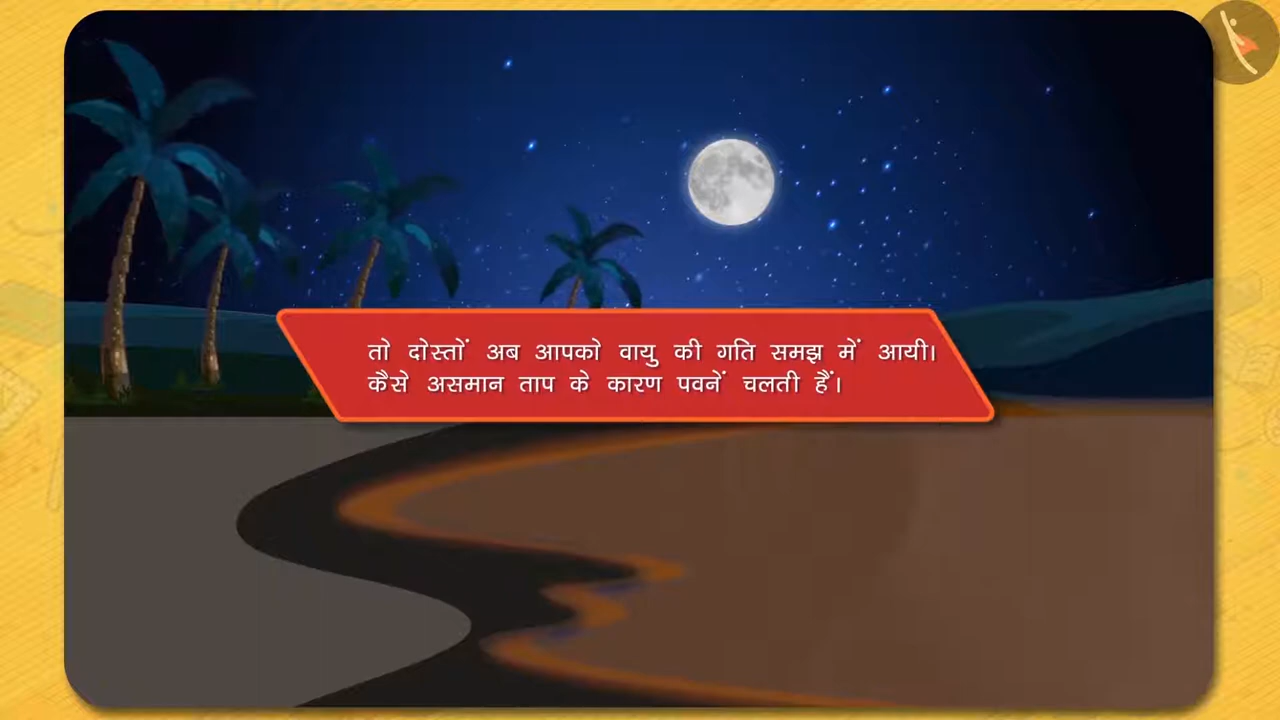 तो दोस्तों अब आपको वायु की गति समझ में आयी।
कैसे असमान ताप के कारण पवनें चलती हैं।